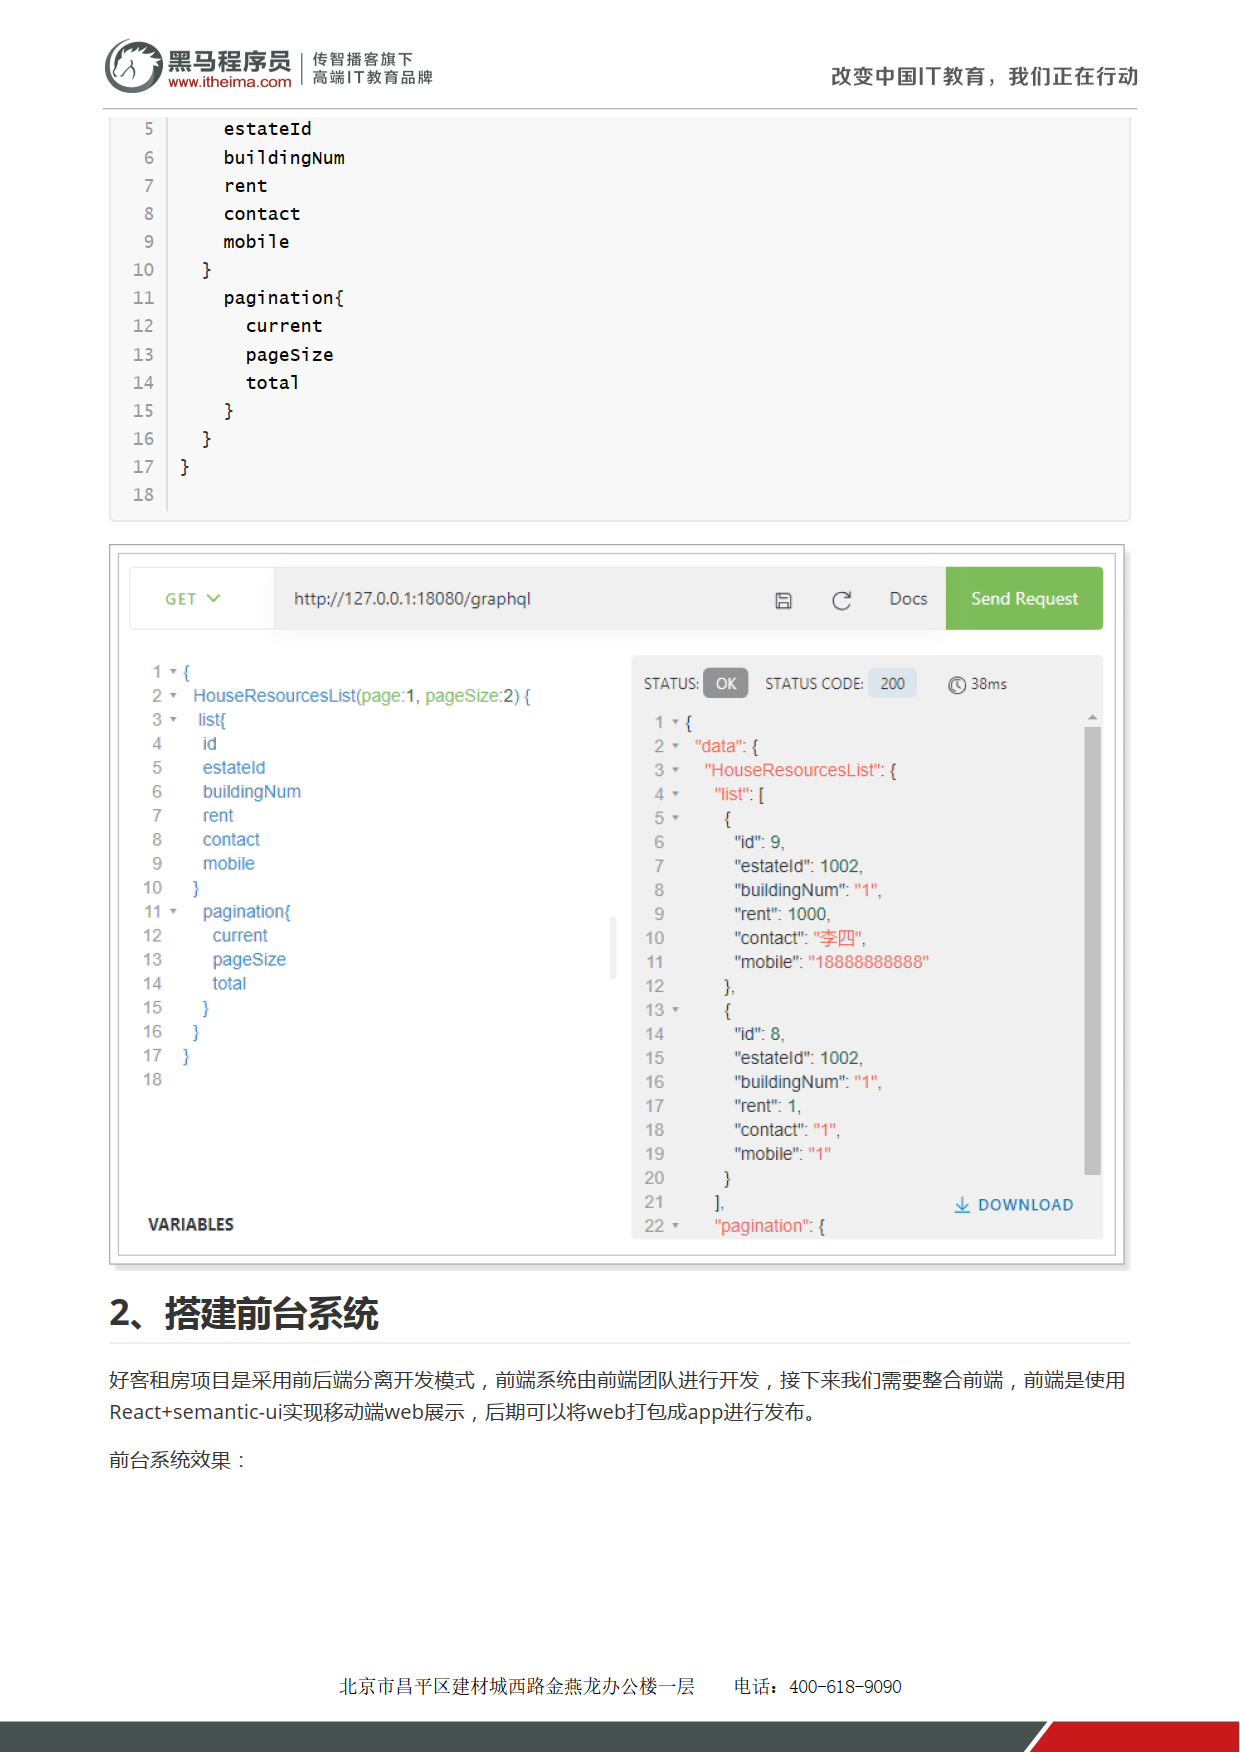 黑马程序员
www.itheima.com
传智播客旗下
高端IT教育品牌
改变中国IT教育，我们正在行动
5 estateId
6 buildingNum
7 rent
8 contact
9 mobile
10 }
11 pagination{
12 current
13 pageSize
14 total
15 }
16 }
17 }
18
GET http://127.0.0.1:18080/graphql Docs Send Request
1 {
2 HouseResourcesList(page:1, pageSize:2) {
3 list{
4 id
5 estateId
6 buildingNum
7 rent
8 contact
9 mobile
10 }
11 pagination{
12 current
13 pageSize
14 total
15 }
16 }
17 }
18
VARIABLES
STATUS: OK STATUS CODE: 200 38ms
1 {
2 "data": {
3 "HouseResourcesList": {
4 "list": [
5 {
6 "id": 9,
7 "estateId": 1002,
8 "buildingNum": "1",
9 "rent": 1000,
10 "contact": "李四",
11 "mobile": "18888888888"
12 },
13 {
14 "id": 8,
15 "estateId": 1002,
16 "buildingNum": "1",
17 "rent": 1,
18 "contact": "1",
19 "mobile": "1"
20 }
21 ],
22 "pagination": {
DOWNLOAD
2、搭建前台系统
好客租房项目是采用前后端分离开发模式，前端系统由前端团队进行开发，接下来我们需要整合前端，前端是使用
React+semantic-ui实现移动端web展示，后期可以将web打包成app进行发布。
前台系统效果：
北京市昌平区建材城西路金燕龙办公楼一层 电话：400-618-9090